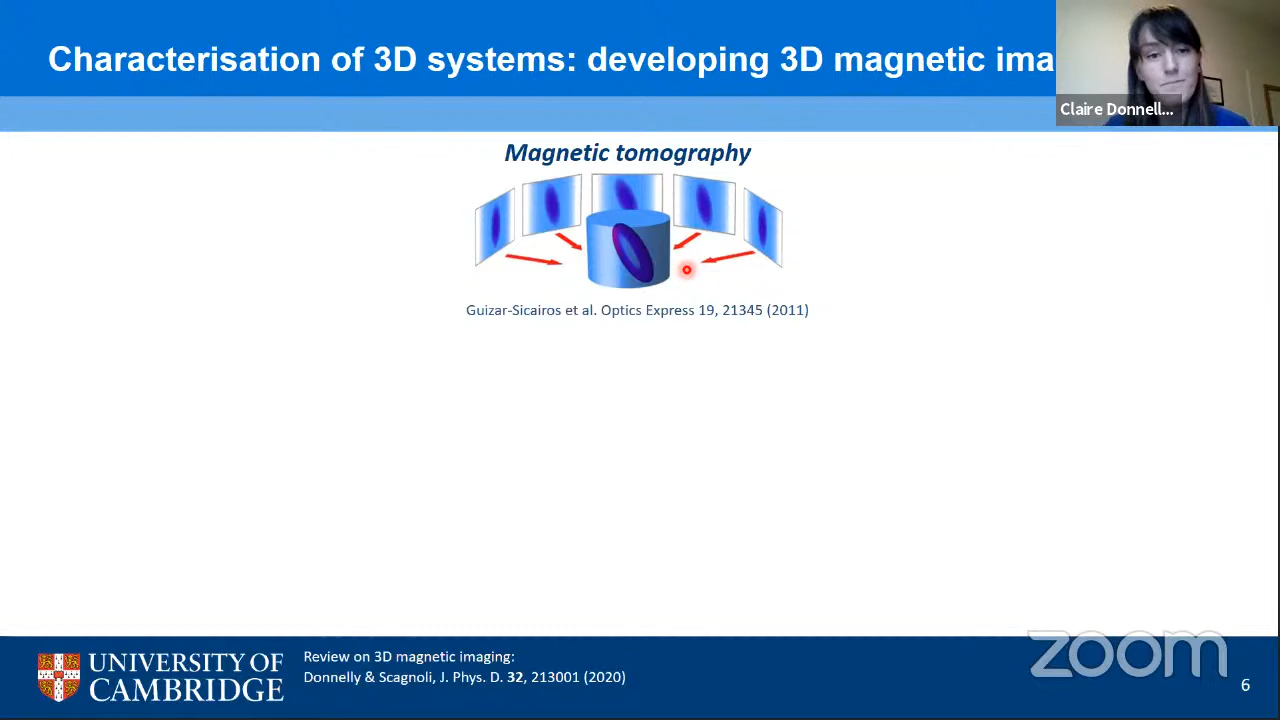 Characterisation of 3D systems: developing 3D magnetic ima
Claire Donnell...
Magnetic tomography
Guizar-Sicairos et al. Optics Express 19, 21345 (2011)
UNIVERSITY OF
CAMBRIDGE
Review on 3D magnetic imaging:
Donnelly & Scagnoli, J. Phys. D. 32, 213001 (2020)
zoom
6